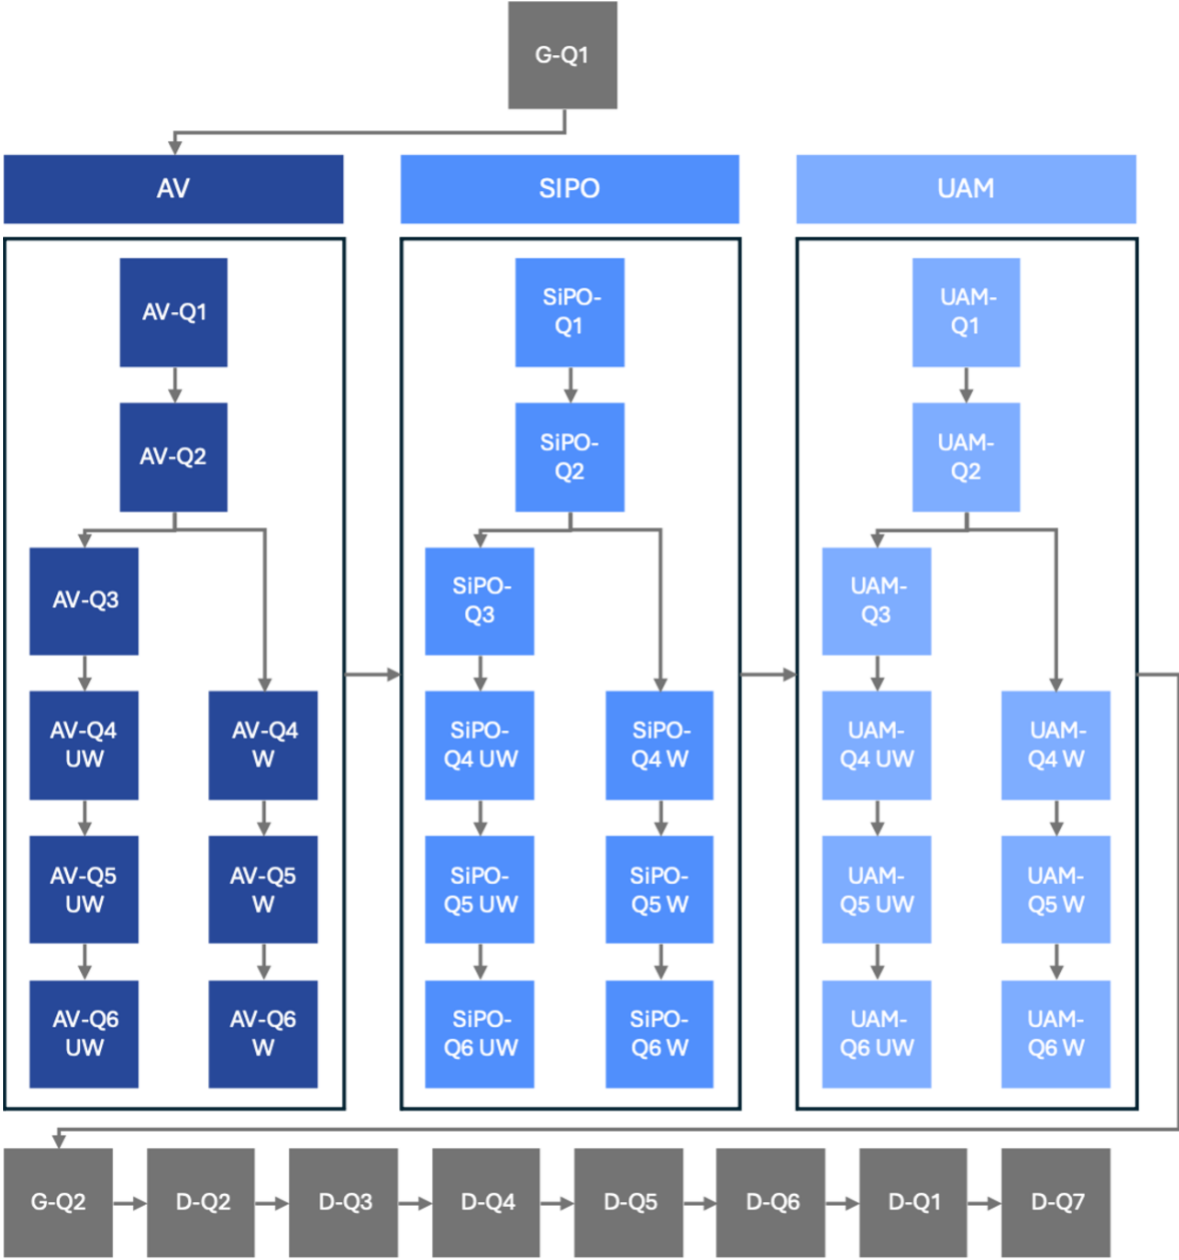 G-Q1
AV
SIPO
UAM
AV-Q1
AV-Q2
AV-Q3
AV-Q4
UW
AV-Q4
W
AV-Q5
UW
AV-Q5
W
AV-Q6
UW
AV-Q6
W
SiPO-
Q1
SiPO-
Q2
SiPO-
Q3
SiPO-
Q4 UW
SiPO-
Q4 W
SiPO-
Q5 UW
SiPO-
Q5 W
SiPO-
Q6 UW
SiPO-
Q6 W
UAM-
Q1
UAM-
Q2
UAM-
Q3
UAM-
Q4 UW
UAM-
Q4 W
UAM-
Q5 UW
UAM-
Q5 W
UAM-
Q6 UW
UAM-
Q6 W
G-Q2
D-Q2
D-Q3
D-Q4
D-Q5
D-Q6
D-Q1
D-Q7